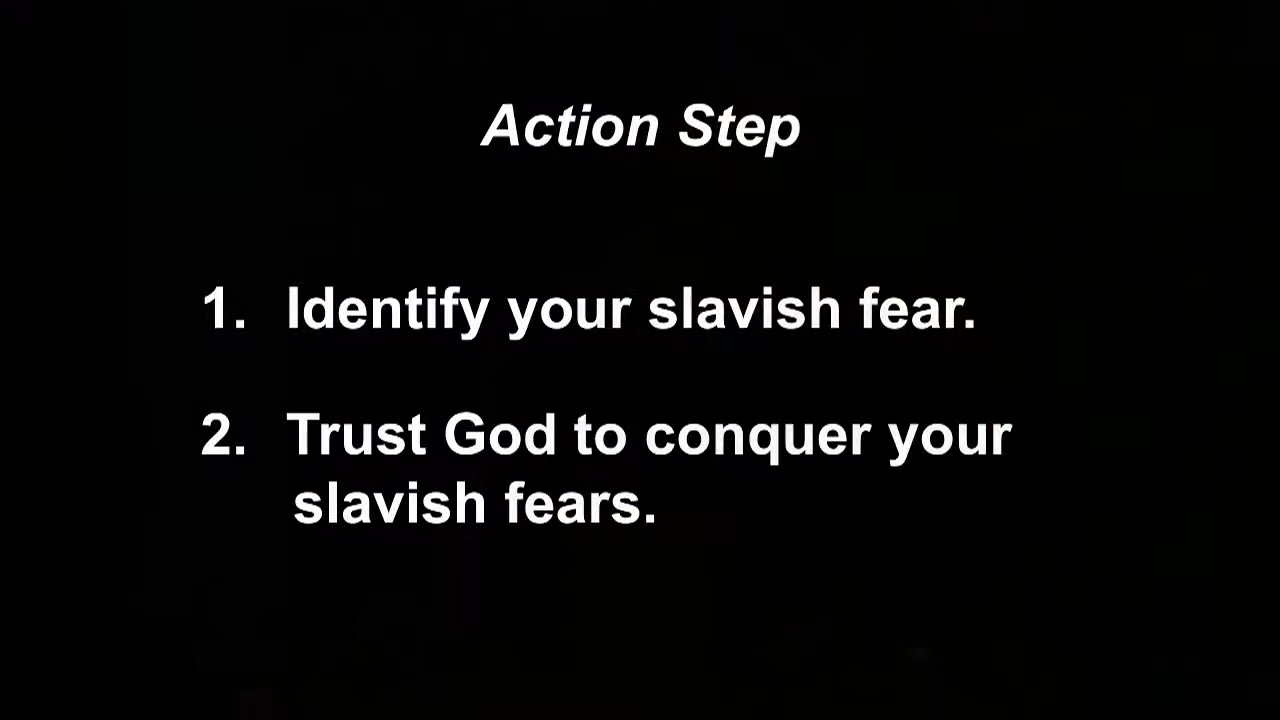 Action Step
1. Identify your slavish fear.
2. Trust God to conquer your
slavish fears.